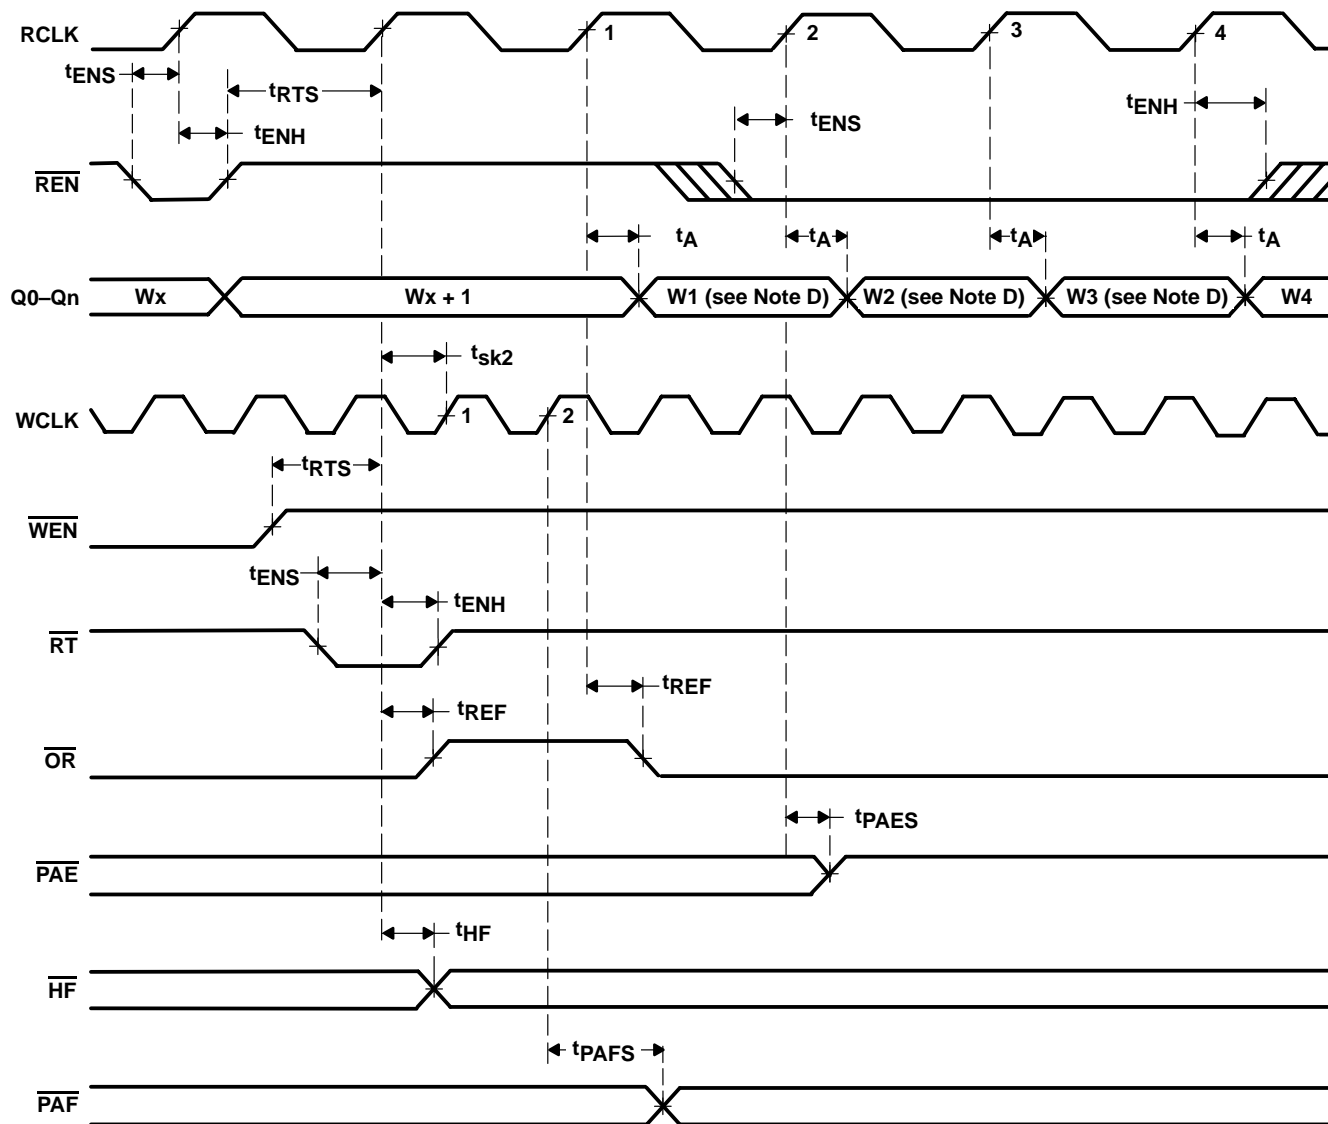 RCLK 1 2 3 4
tENS tRTS tENH tENS tENH
REN
tA tA tA tA
Q0–Qn Wx Wx + 1 W1 (see Note D) W2 (see Note D) W3 (see Note D) W4
tsk2
WCLK 1 2
tRTS
WEN
tENS tENH
RT
tREF tREF
OR
tPAES
PAE
tHF
HF
tPAFS
PAF